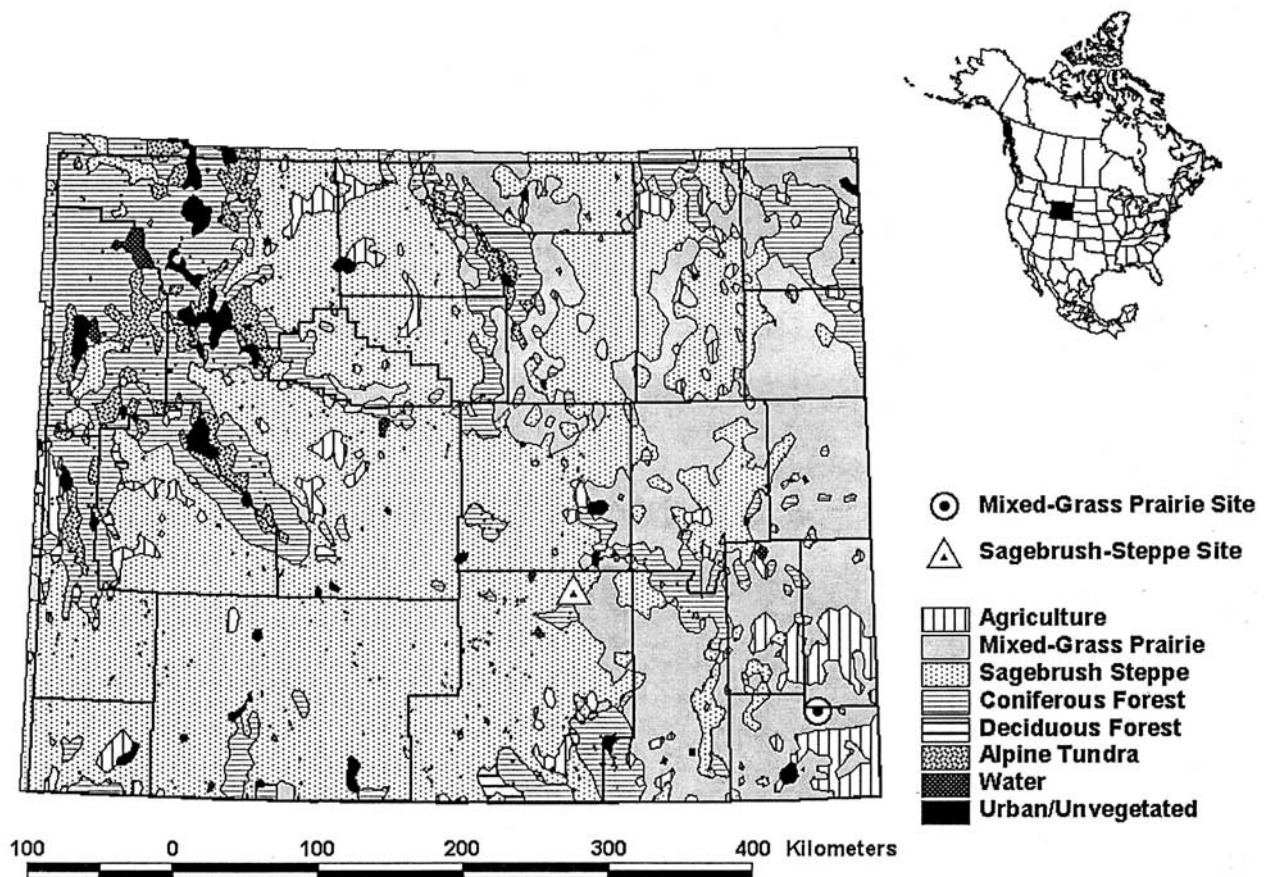 Mixed-Grass Prairie Site
Sagebrush-Steppe Site
Agriculture
Mixed-Grass Prairie
Sagebrush Steppe
Coniferous Forest
Deciduous Forest
Alpine Tundra
Water
Urban/Unvegetated
100 0 100 200 300 400 Kilometers